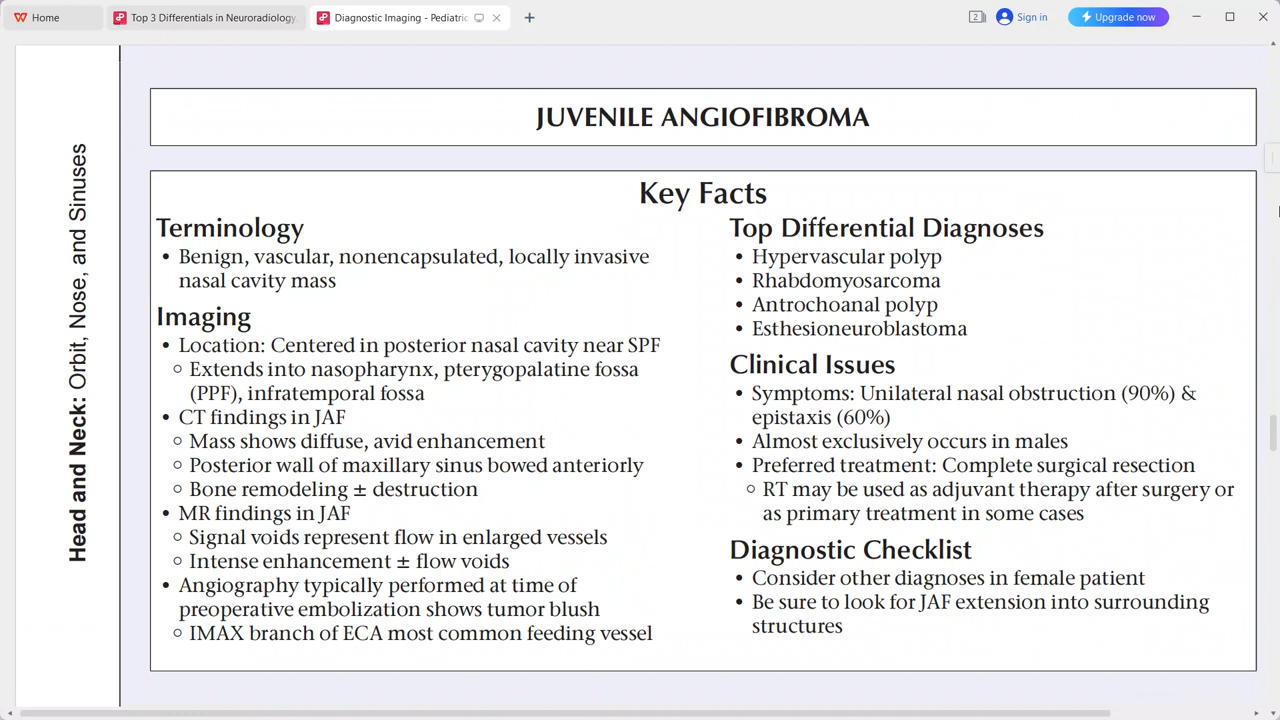 Home
Top 3 Differentials in Neuroradiology.
Diagnostic Imaging - Pediatric
2
Sign in
Upgrade now
Head and Neck: Orbit, Nose, and Sinuses
JUVENILE ANGIOFIBROMA
Key Facts
Terminology
• Benign, vascular, nonencapsulated, locally invasive
nasal cavity mass
Imaging
• Location: Centered in posterior nasal cavity near SPF
○ Extends into nasopharynx, pterygopalatine fossa
(PPF), infratemporal fossa
• CT findings in JAF
○ Mass shows diffuse, avid enhancement
○ Posterior wall of maxillary sinus bowed anteriorly
○ Bone remodeling ± destruction
• MR findings in JAF
○ Signal voids represent flow in enlarged vessels
○ Intense enhancement ± flow voids
• Angiography typically performed at time of
preoperative embolization shows tumor blush
○ IMAX branch of ECA most common feeding vessel
Top Differential Diagnoses
• Hypervascular polyp
• Rhabdomyosarcoma
• Antrochoanal polyp
• Esthesioneuroblastoma
Clinical Issues
• Symptoms: Unilateral nasal obstruction (90%) &
epistaxis (60%)
• Almost exclusively occurs in males
• Preferred treatment: Complete surgical resection
○ RT may be used as adjuvant therapy after surgery or
as primary treatment in some cases
Diagnostic Checklist
• Consider other diagnoses in female patient
• Be sure to look for JAF extension into surrounding
structures